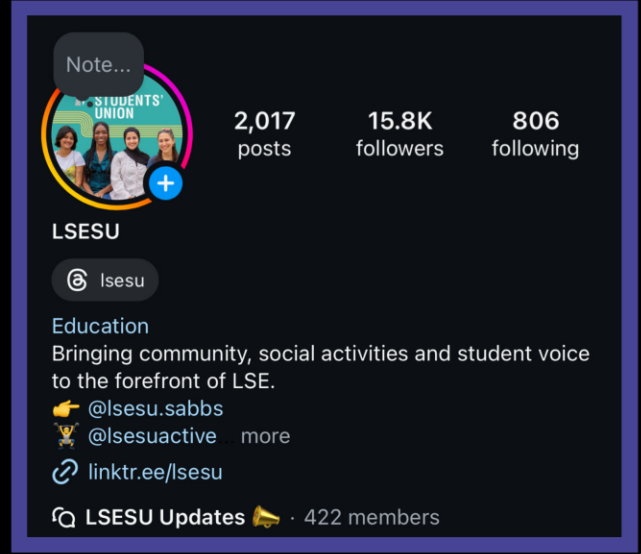 Note...
STUDENTS'
UNION
2,017 15.8K 806
posts followers following
LSESU
lsesu
Education
Bringing community, social activities and student voice
to the forefront of LSE.
👉 @lsesu.sabbs
🏋️ @lsesuactive... more
linktr.ee/lsesu
LSESU Updates 📣 · 422 members